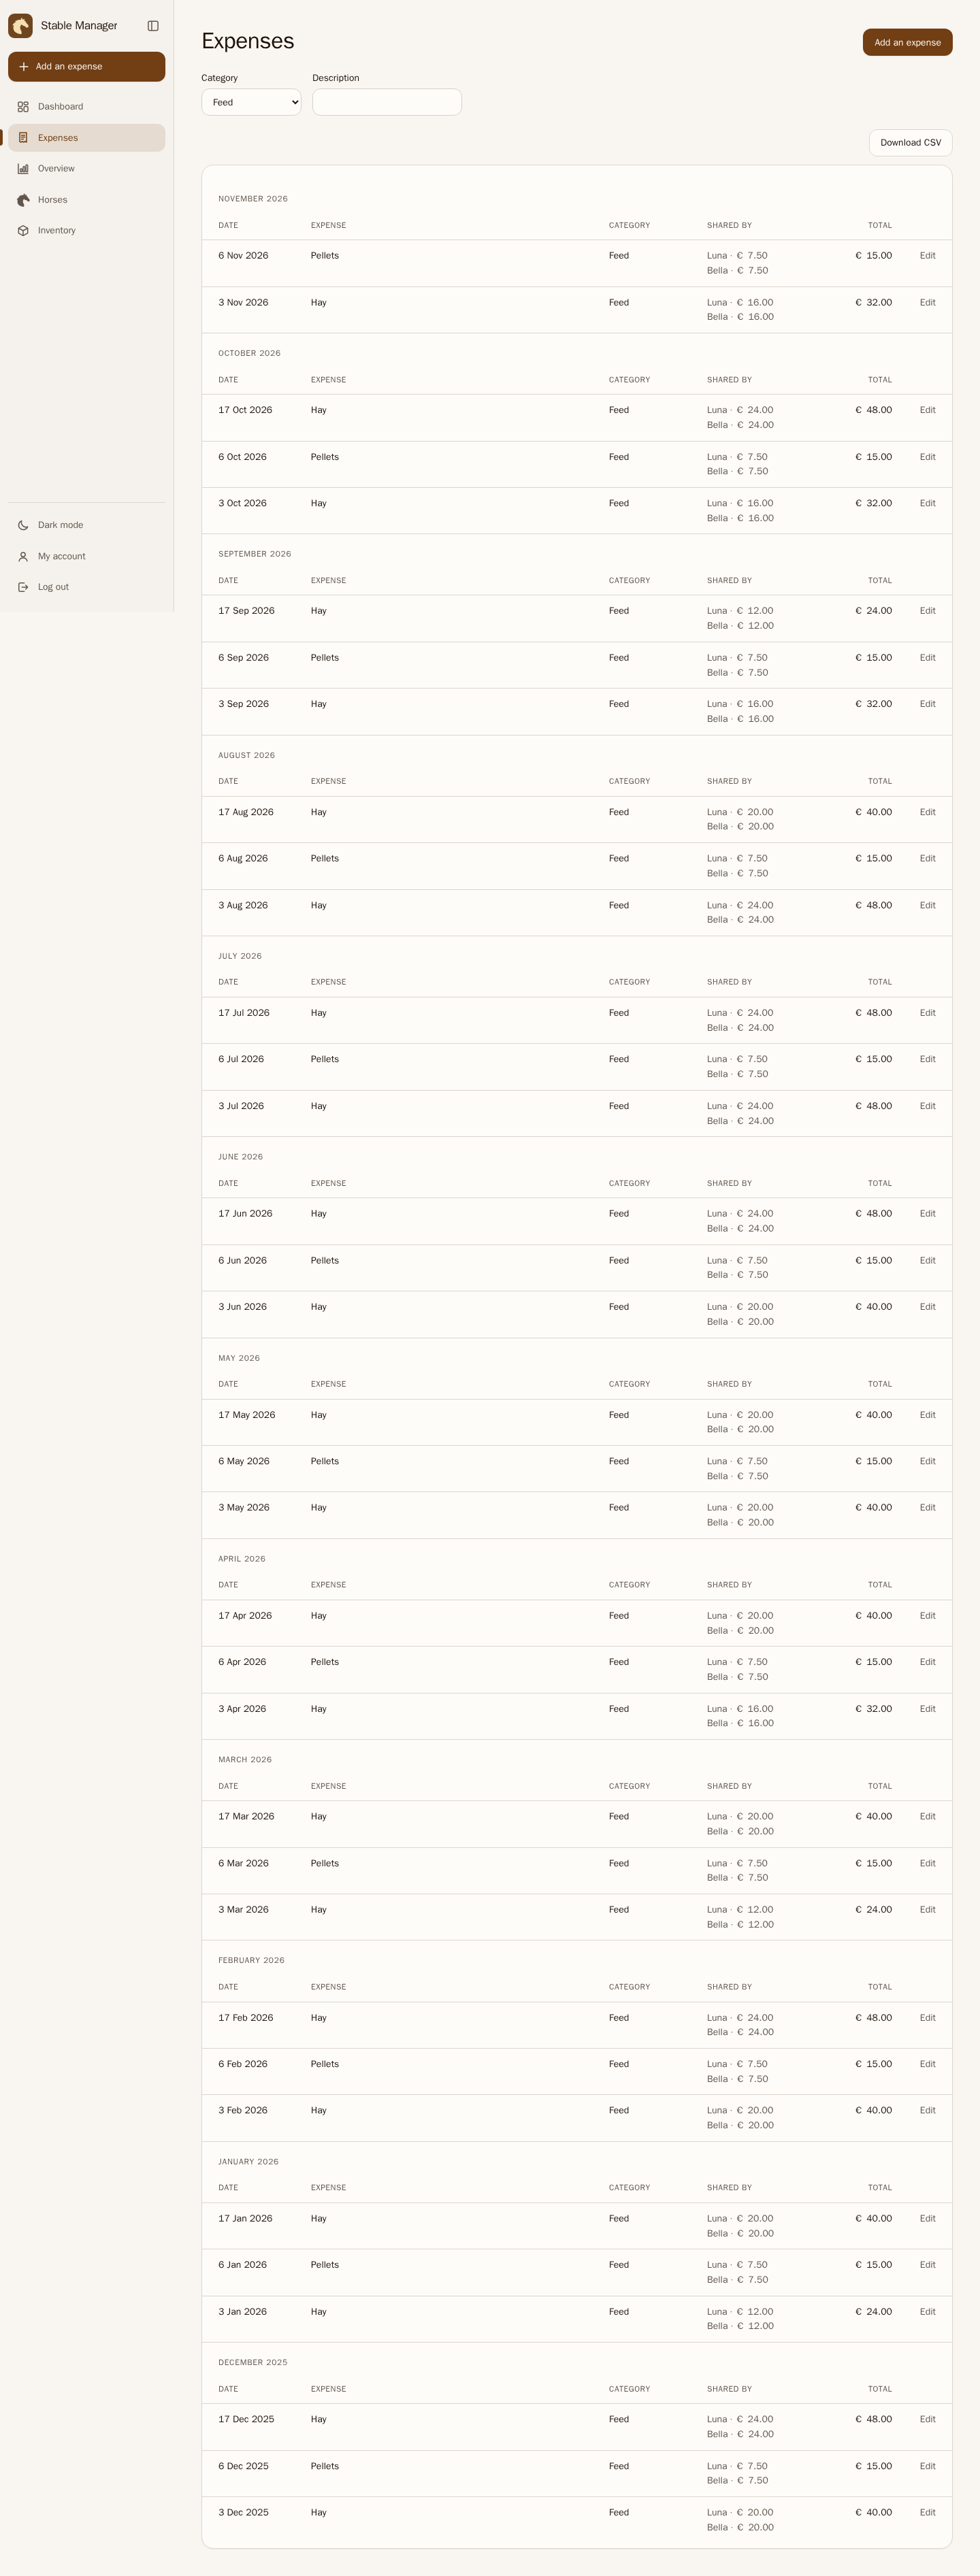 Stable Manager
Add an expense
Dashboard
Expenses
Overview
Horses
Inventory
Dark mode
My account
Log out
Expenses
Add an expense
Category Description
Feed
Download CSV
NOVEMBER 2026
DATE EXPENSE CATEGORY SHARED BY TOTAL
6 Nov 2026 Pellets Feed Luna · € 7.50 € 15.00 Edit
Bella · € 7.50
3 Nov 2026 Hay Feed Luna · € 16.00 € 32.00 Edit
Bella · € 16.00
OCTOBER 2026
DATE EXPENSE CATEGORY SHARED BY TOTAL
17 Oct 2026 Hay Feed Luna · € 24.00 € 48.00 Edit
Bella · € 24.00
6 Oct 2026 Pellets Feed Luna · € 7.50 € 15.00 Edit
Bella · € 7.50
3 Oct 2026 Hay Feed Luna · € 16.00 € 32.00 Edit
Bella · € 16.00
SEPTEMBER 2026
DATE EXPENSE CATEGORY SHARED BY TOTAL
17 Sep 2026 Hay Feed Luna · € 12.00 € 24.00 Edit
Bella · € 12.00
6 Sep 2026 Pellets Feed Luna · € 7.50 € 15.00 Edit
Bella · € 7.50
3 Sep 2026 Hay Feed Luna · € 16.00 € 32.00 Edit
Bella · € 16.00
AUGUST 2026
DATE EXPENSE CATEGORY SHARED BY TOTAL
17 Aug 2026 Hay Feed Luna · € 20.00 € 40.00 Edit
Bella · € 20.00
6 Aug 2026 Pellets Feed Luna · € 7.50 € 15.00 Edit
Bella · € 7.50
3 Aug 2026 Hay Feed Luna · € 24.00 € 48.00 Edit
Bella · € 24.00
JULY 2026
DATE EXPENSE CATEGORY SHARED BY TOTAL
17 Jul 2026 Hay Feed Luna · € 24.00 € 48.00 Edit
Bella · € 24.00
6 Jul 2026 Pellets Feed Luna · € 7.50 € 15.00 Edit
Bella · € 7.50
3 Jul 2026 Hay Feed Luna · € 24.00 € 48.00 Edit
Bella · € 24.00
JUNE 2026
DATE EXPENSE CATEGORY SHARED BY TOTAL
17 Jun 2026 Hay Feed Luna · € 24.00 € 48.00 Edit
Bella · € 24.00
6 Jun 2026 Pellets Feed Luna · € 7.50 € 15.00 Edit
Bella · € 7.50
3 Jun 2026 Hay Feed Luna · € 20.00 € 40.00 Edit
Bella · € 20.00
MAY 2026
DATE EXPENSE CATEGORY SHARED BY TOTAL
17 May 2026 Hay Feed Luna · € 20.00 € 40.00 Edit
Bella · € 20.00
6 May 2026 Pellets Feed Luna · € 7.50 € 15.00 Edit
Bella · € 7.50
3 May 2026 Hay Feed Luna · € 20.00 € 40.00 Edit
Bella · € 20.00
APRIL 2026
DATE EXPENSE CATEGORY SHARED BY TOTAL
17 Apr 2026 Hay Feed Luna · € 20.00 € 40.00 Edit
Bella · € 20.00
6 Apr 2026 Pellets Feed Luna · € 7.50 € 15.00 Edit
Bella · € 7.50
3 Apr 2026 Hay Feed Luna · € 16.00 € 32.00 Edit
Bella · € 16.00
MARCH 2026
DATE EXPENSE CATEGORY SHARED BY TOTAL
17 Mar 2026 Hay Feed Luna · € 20.00 € 40.00 Edit
Bella · € 20.00
6 Mar 2026 Pellets Feed Luna · € 7.50 € 15.00 Edit
Bella · € 7.50
3 Mar 2026 Hay Feed Luna · € 12.00 € 24.00 Edit
Bella · € 12.00
FEBRUARY 2026
DATE EXPENSE CATEGORY SHARED BY TOTAL
17 Feb 2026 Hay Feed Luna · € 24.00 € 48.00 Edit
Bella · € 24.00
6 Feb 2026 Pellets Feed Luna · € 7.50 € 15.00 Edit
Bella · € 7.50
3 Feb 2026 Hay Feed Luna · € 20.00 € 40.00 Edit
Bella · € 20.00
JANUARY 2026
DATE EXPENSE CATEGORY SHARED BY TOTAL
17 Jan 2026 Hay Feed Luna · € 20.00 € 40.00 Edit
Bella · € 20.00
6 Jan 2026 Pellets Feed Luna · € 7.50 € 15.00 Edit
Bella · € 7.50
3 Jan 2026 Hay Feed Luna · € 12.00 € 24.00 Edit
Bella · € 12.00
DECEMBER 2025
DATE EXPENSE CATEGORY SHARED BY TOTAL
17 Dec 2025 Hay Feed Luna · € 24.00 € 48.00 Edit
Bella · € 24.00
6 Dec 2025 Pellets Feed Luna · € 7.50 € 15.00 Edit
Bella · € 7.50
3 Dec 2025 Hay Feed Luna · € 20.00 € 40.00 Edit
Bella · € 20.00